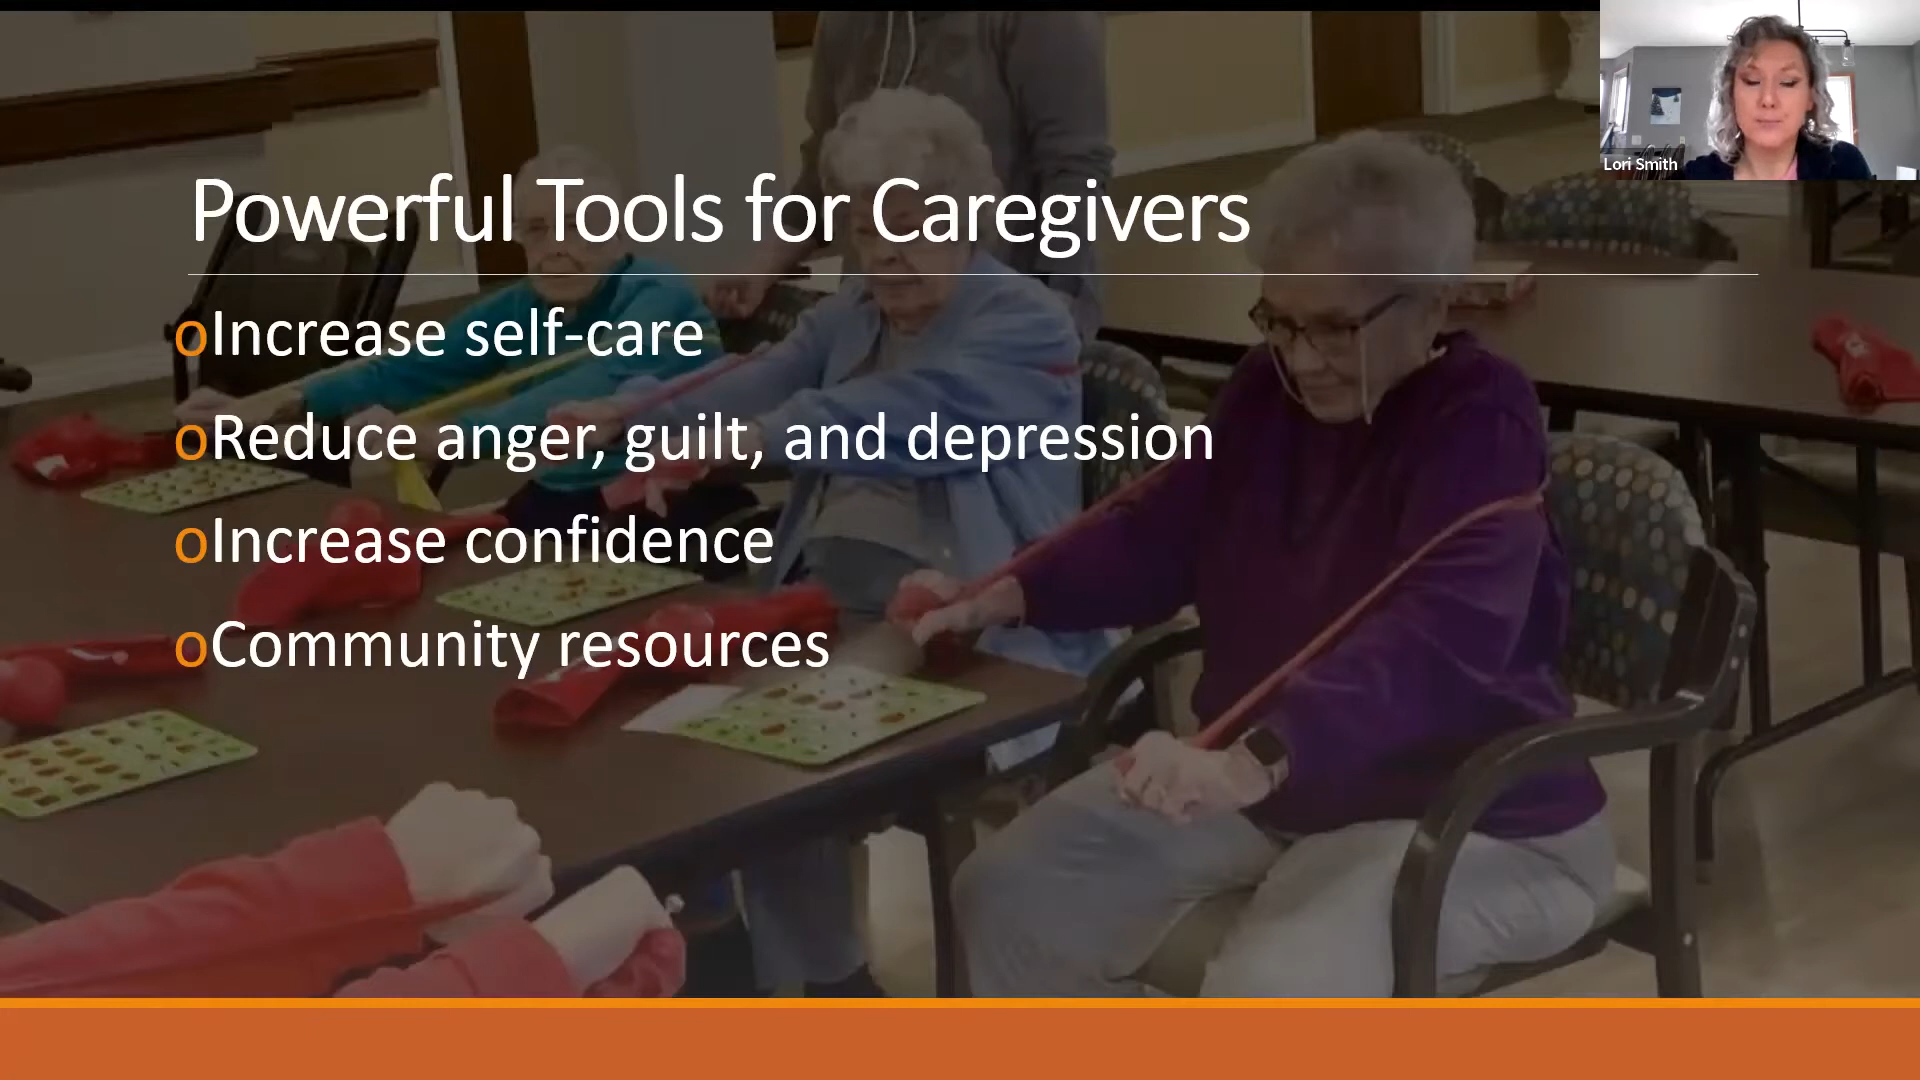 Powerful Tools for Caregivers
oIncrease self-care
oReduce anger, guilt, and depression
oIncrease confidence
oCommunity resources
Lori Smith